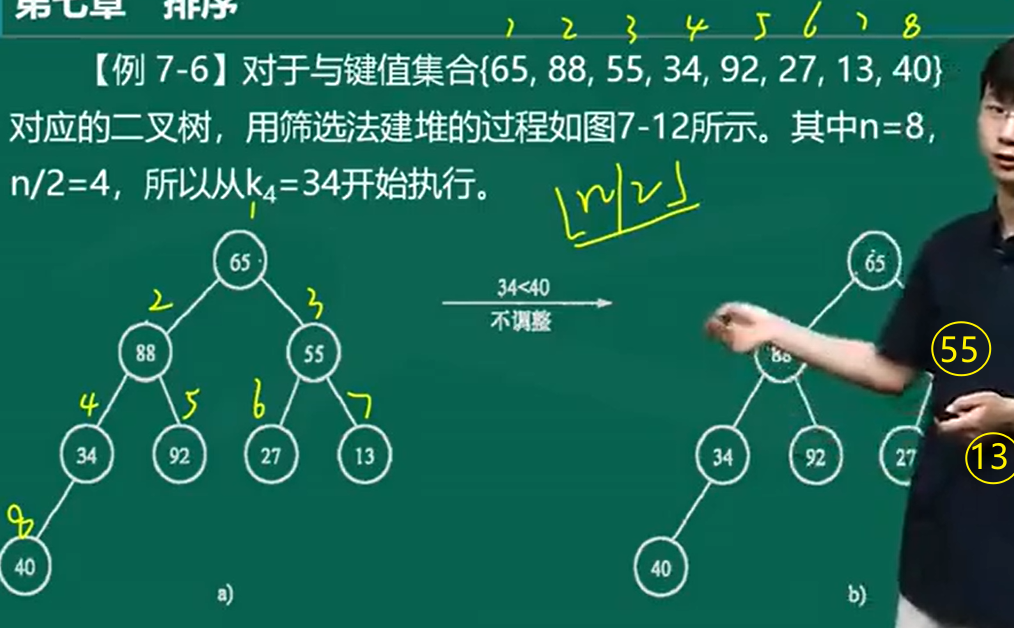 第七章 排序
1 2 3 4 5 6 7 8
【例 7-6】对于与键值集合{65, 88, 55, 34, 92, 27, 13, 40}
对应的二叉树，用筛选法建堆的过程如图7-12所示。其中n=8，
n/2=4，所以从k₄=34开始执行。
⌊n/2⌋
1
65
65
2
3
34<40
不调整
88
55
88
55
4
5
6
7
34
92
27
13
34
92
27
13
8
40
40
a)
b)